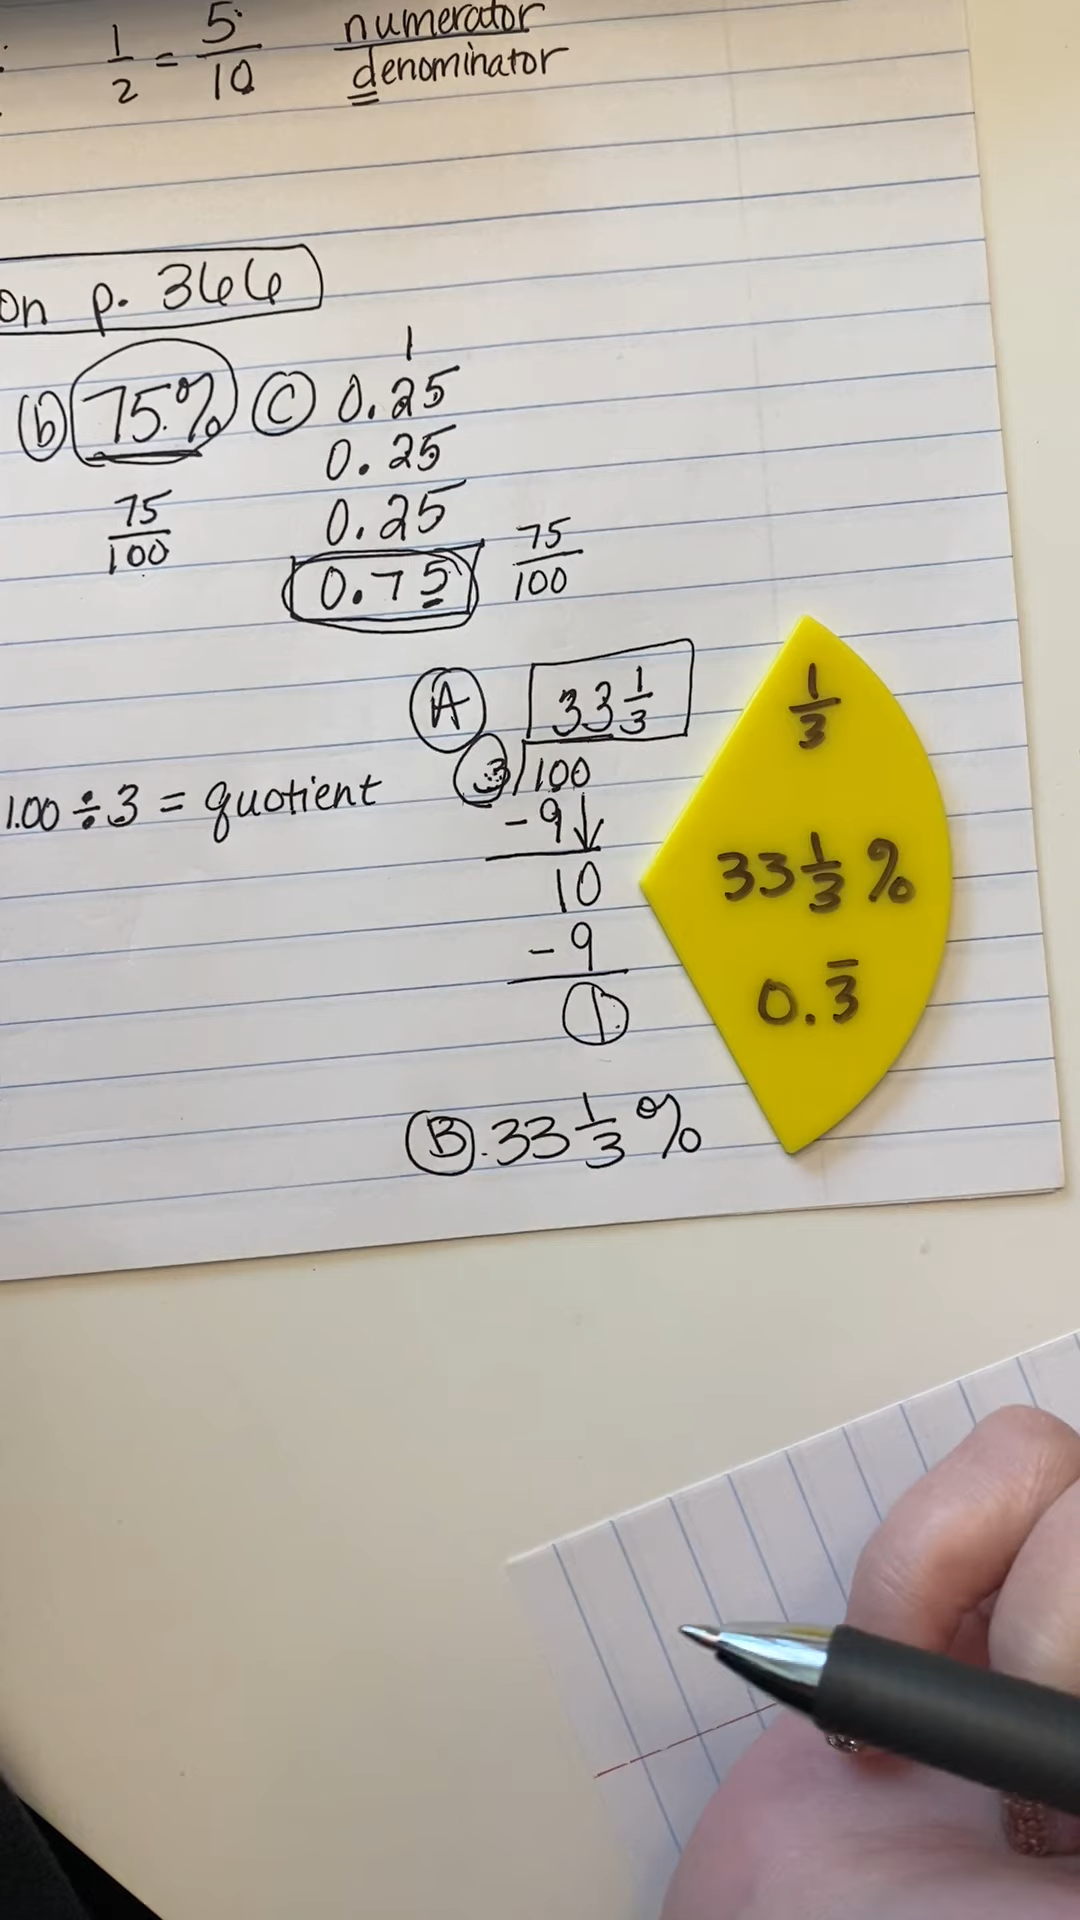 : 1/2 = 5/10 numerator/denominator
on p. 366
(b) 75% (C) 1
0.25
0.25
75/100 0.25
0.75 75/100
(A) 33 1/3
3)100
1.00 ÷ 3 = quotient
-9
10
-9
1
(B). 33 1/3 %
1/3
33 1/3 %
0.3̅